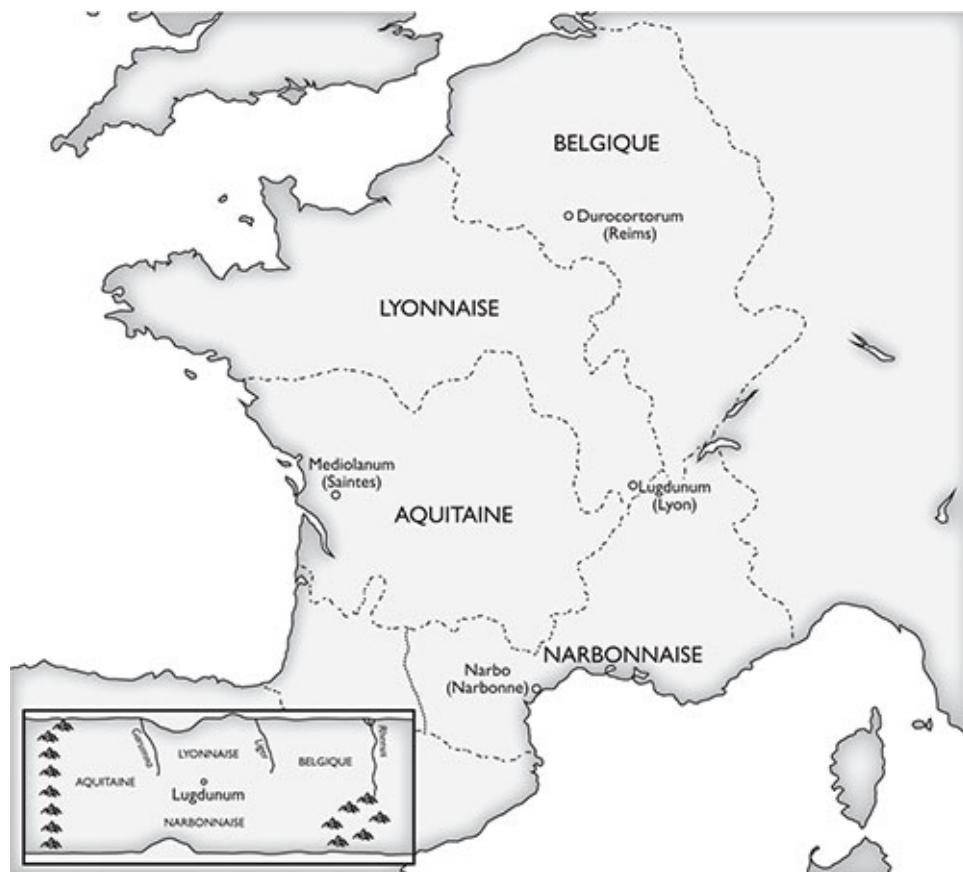 BELGIQUE
Durocortorum
(Reims)
LYONNAISE
Mediolanum
(Saintes)
Lugdunum
(Lyon)
AQUITAINE
NARBONNAISE
Narbo
(Narbonne)
Garumna
LYONNAISE
Liger
BELGIQUE
Rhenus
AQUITAINE
Lugdunum
NARBONNAISE